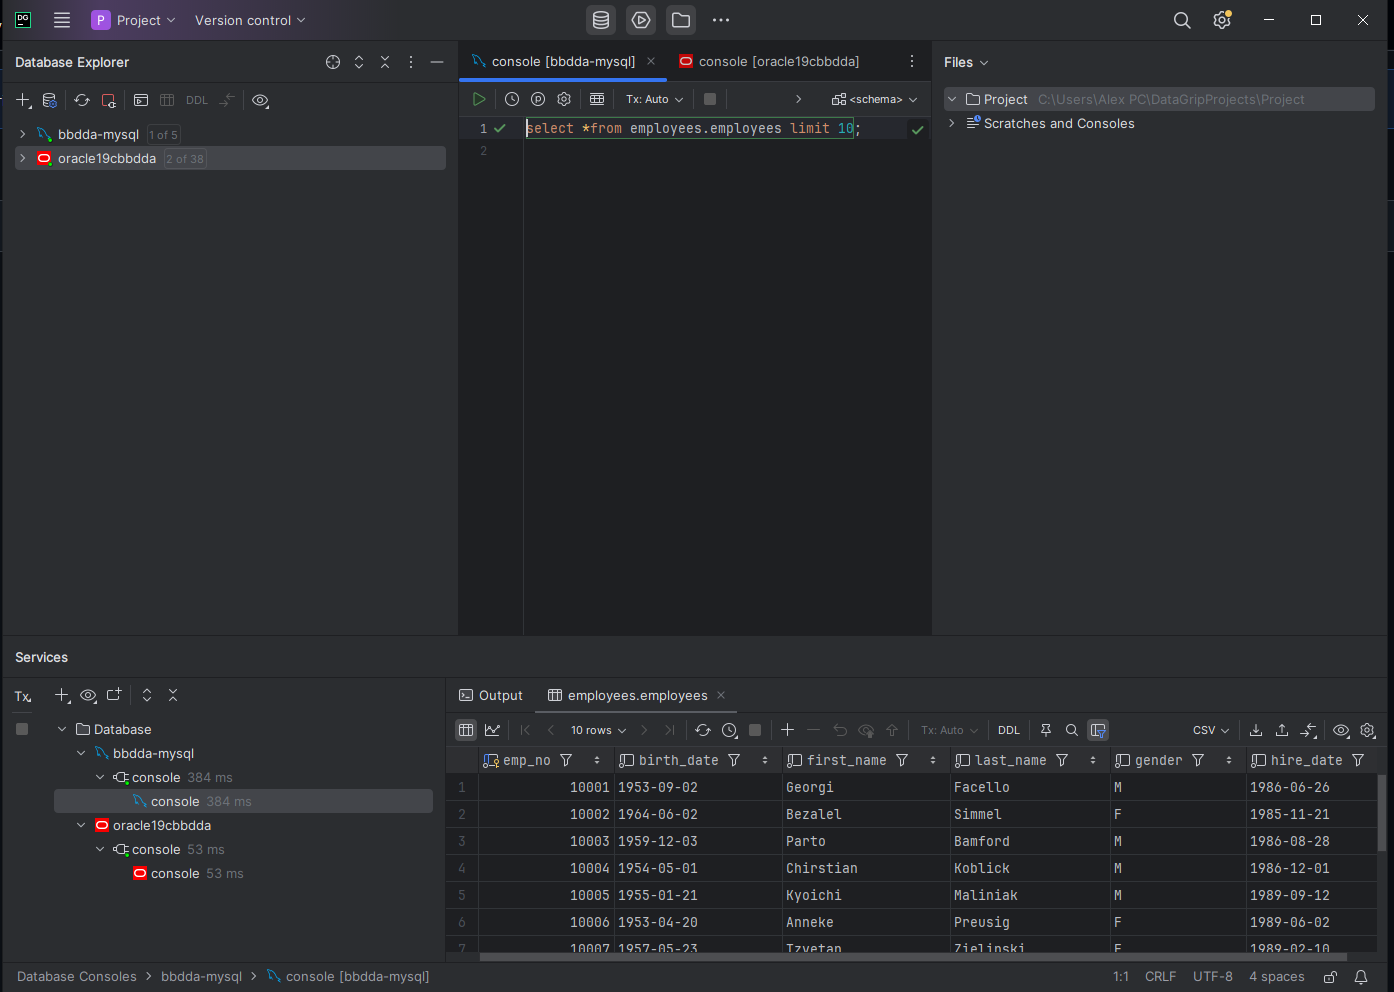 DG P Project Version control
Database Explorer
DDL
bbdda-mysql 1 of 5
oracle19cbbdda 2 of 38
console [bbdda-mysql] console [oracle19cbbdda]
Tx: Auto <schema>
1 select *from employees.employees limit 10;
2
Files
Project C:\Users\Alex PC\DataGripProjects\Project
Scratches and Consoles
Services
Tx
Database
bbdda-mysql
console 384 ms
console 384 ms
oracle19cbbdda
console 53 ms
console 53 ms
Output employees.employees
10 rows Tx: Auto DDL CSV
emp_no birth_date first_name last_name gender hire_date
1 10001 1953-09-02 Georgi Facello M 1986-06-26
2 10002 1964-06-02 Bezalel Simmel F 1985-11-21
3 10003 1959-12-03 Parto Bamford M 1986-08-28
4 10004 1954-05-01 Chirstian Koblick M 1986-12-01
5 10005 1955-01-21 Kyoichi Maliniak M 1989-09-12
6 10006 1953-04-20 Anneke Preusig F 1989-06-02
7 10007 1957-05-23 Tzvetan Zielinski F 1989-02-10
Database Consoles bbdda-mysql console [bbdda-mysql] 1:1 CRLF UTF-8 4 spaces